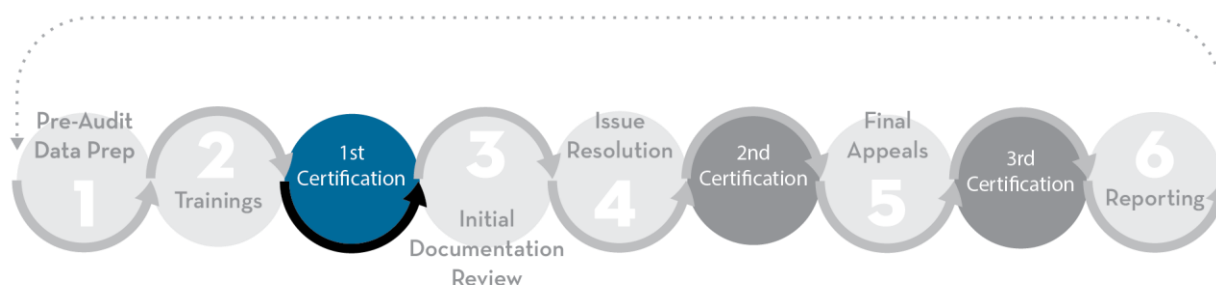 Pre-Audit
Data Prep
1
2
Trainings
1st
Certification
3
Initial
Documentation
Review
Issue
Resolution
4
2nd
Certification
Final
Appeals
5
3rd
Certification
6
Reporting